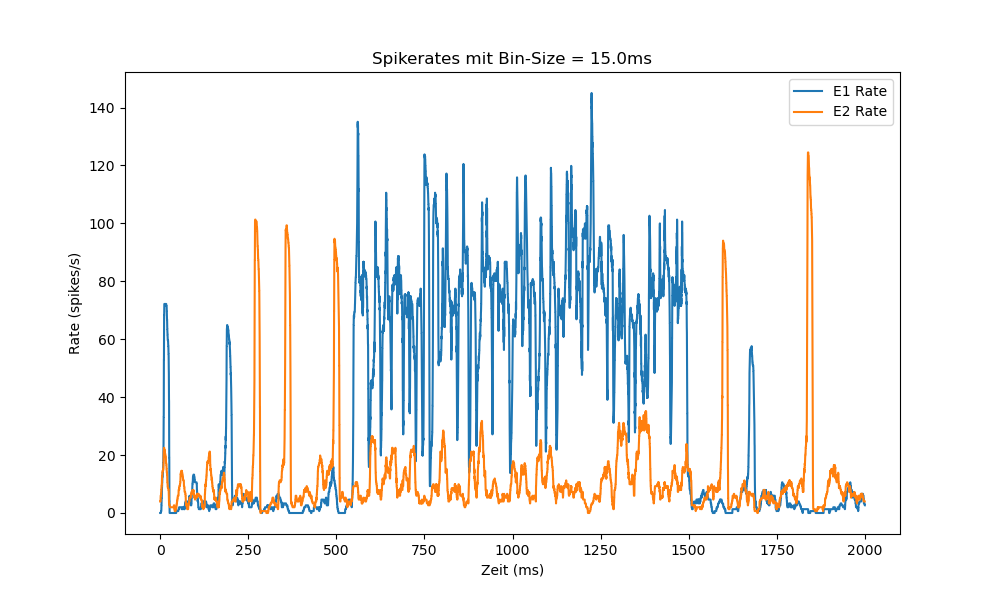 Spikerates mit Bin-Size = 15.0ms
E1 Rate
E2 Rate
Rate (spikes/s)
140
120
100
80
60
40
20
0
0 250 500 750 1000 1250 1500 1750 2000
Zeit (ms)